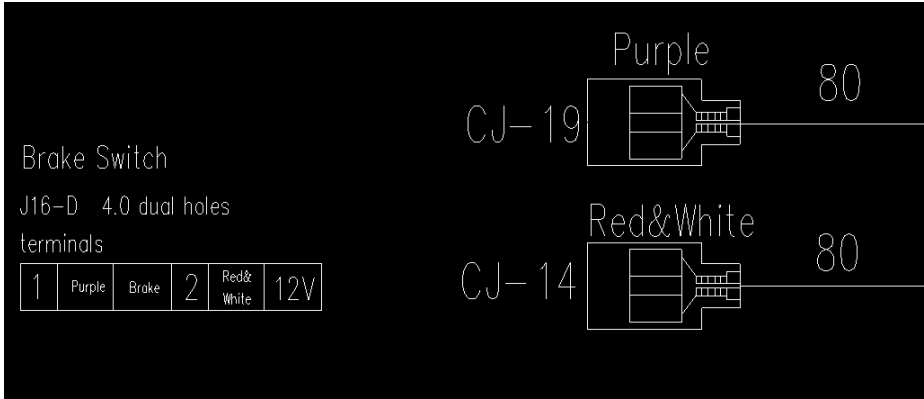 Brake Switch
J16-D 4.0 dual holes
terminals
1 Purple Brake 2 Red& White 12V
Purple
CJ-19
80
Red&White
CJ-14
80